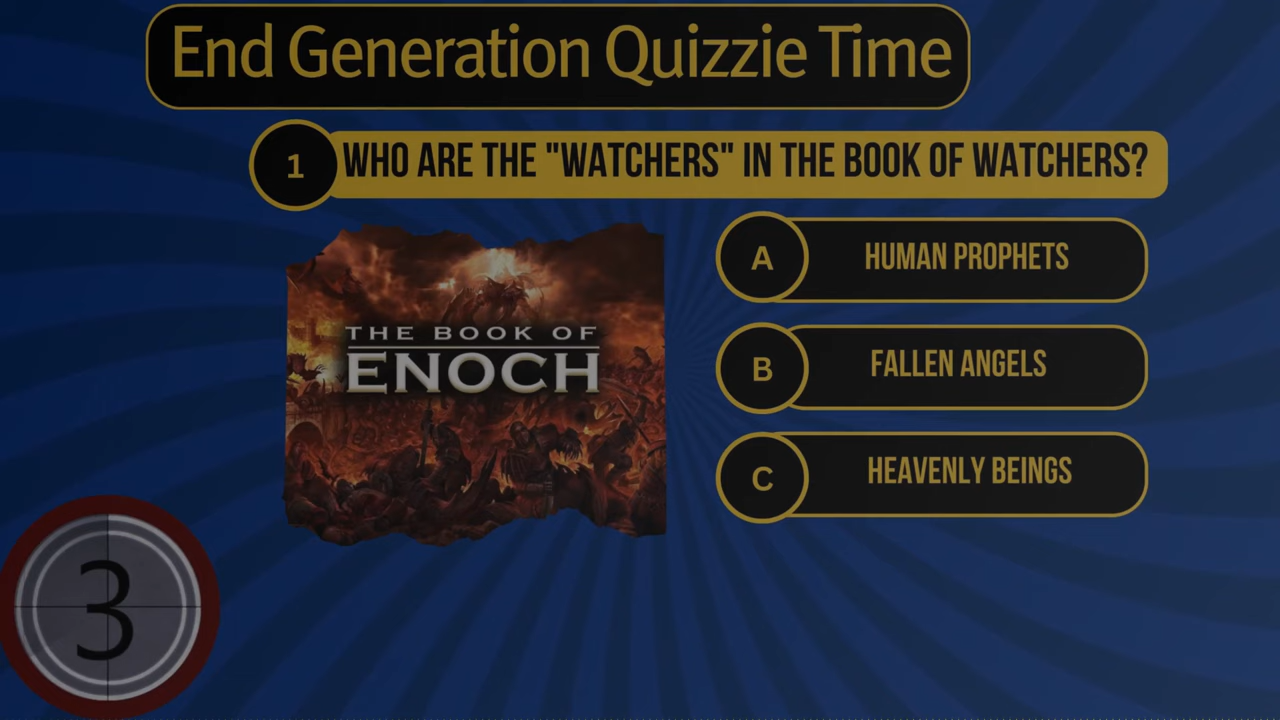 End Generation Quizzie Time
1 WHO ARE THE "WATCHERS" IN THE BOOK OF WATCHERS?
THE BOOK OF
ENOCH
A HUMAN PROPHETS
B FALLEN ANGELS
C HEAVENLY BEINGS
3